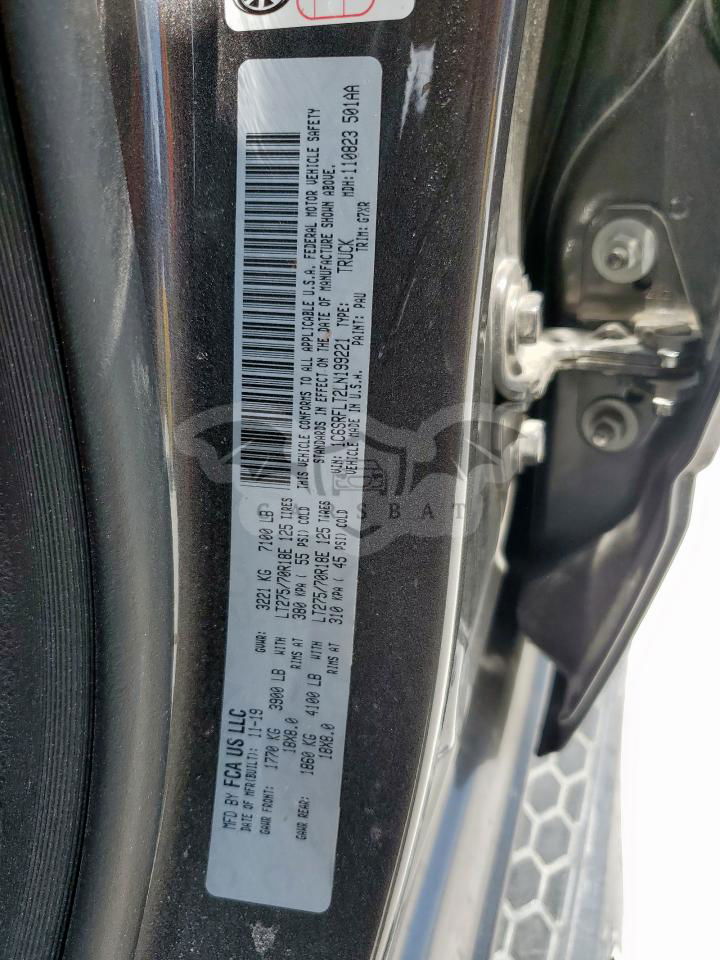 MFD BY FCA US LLC
DATE OF MFR(BUILT): 11-19 GVWR: 3221 KG 7100 LB
GAWR FRONT: 1770 KG 3900 LB WITH LT275/70R18E 125 TIRES
18X8.0 RIMS AT 380 KPA ( 55 PSI) COLD
GAWR REAR: 1860 KG 4100 LB WITH LT275/70R18E 125 TIRES
18X8.0 RIMS AT 310 KPA ( 45 PSI) COLD
THIS VEHICLE CONFORMS TO ALL APPLICABLE U.S.A. FEDERAL MOTOR VEHICLE SAFETY
STANDARDS IN EFFECT ON THE DATE OF MANUFACTURE SHOWN ABOVE.
VIN: 1C6SRFLT2LN199221 TYPE: TRUCK MDH: 110823 501AA
VEHICLE MADE IN U.S.A. PAINT: PAU TRIM: G7XR
CARSBAT